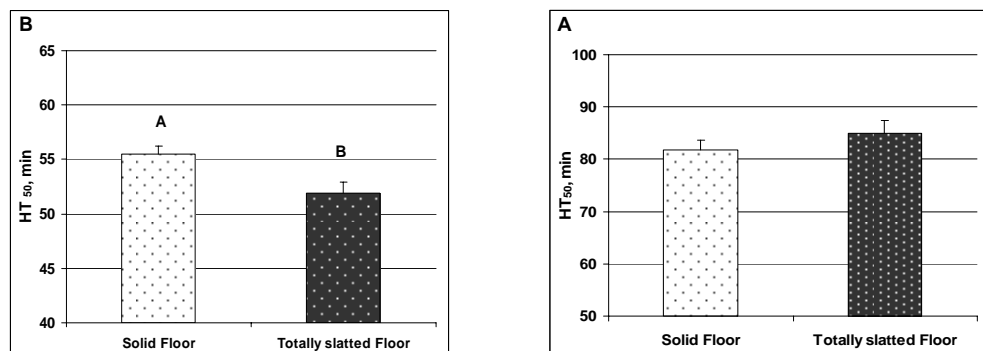 B
65
60
55
50
45
40
HT 50, min
A
B
Solid Floor
Totally slatted Floor
A
100
90
80
70
60
50
HT50, min
Solid Floor
Totally slatted Floor